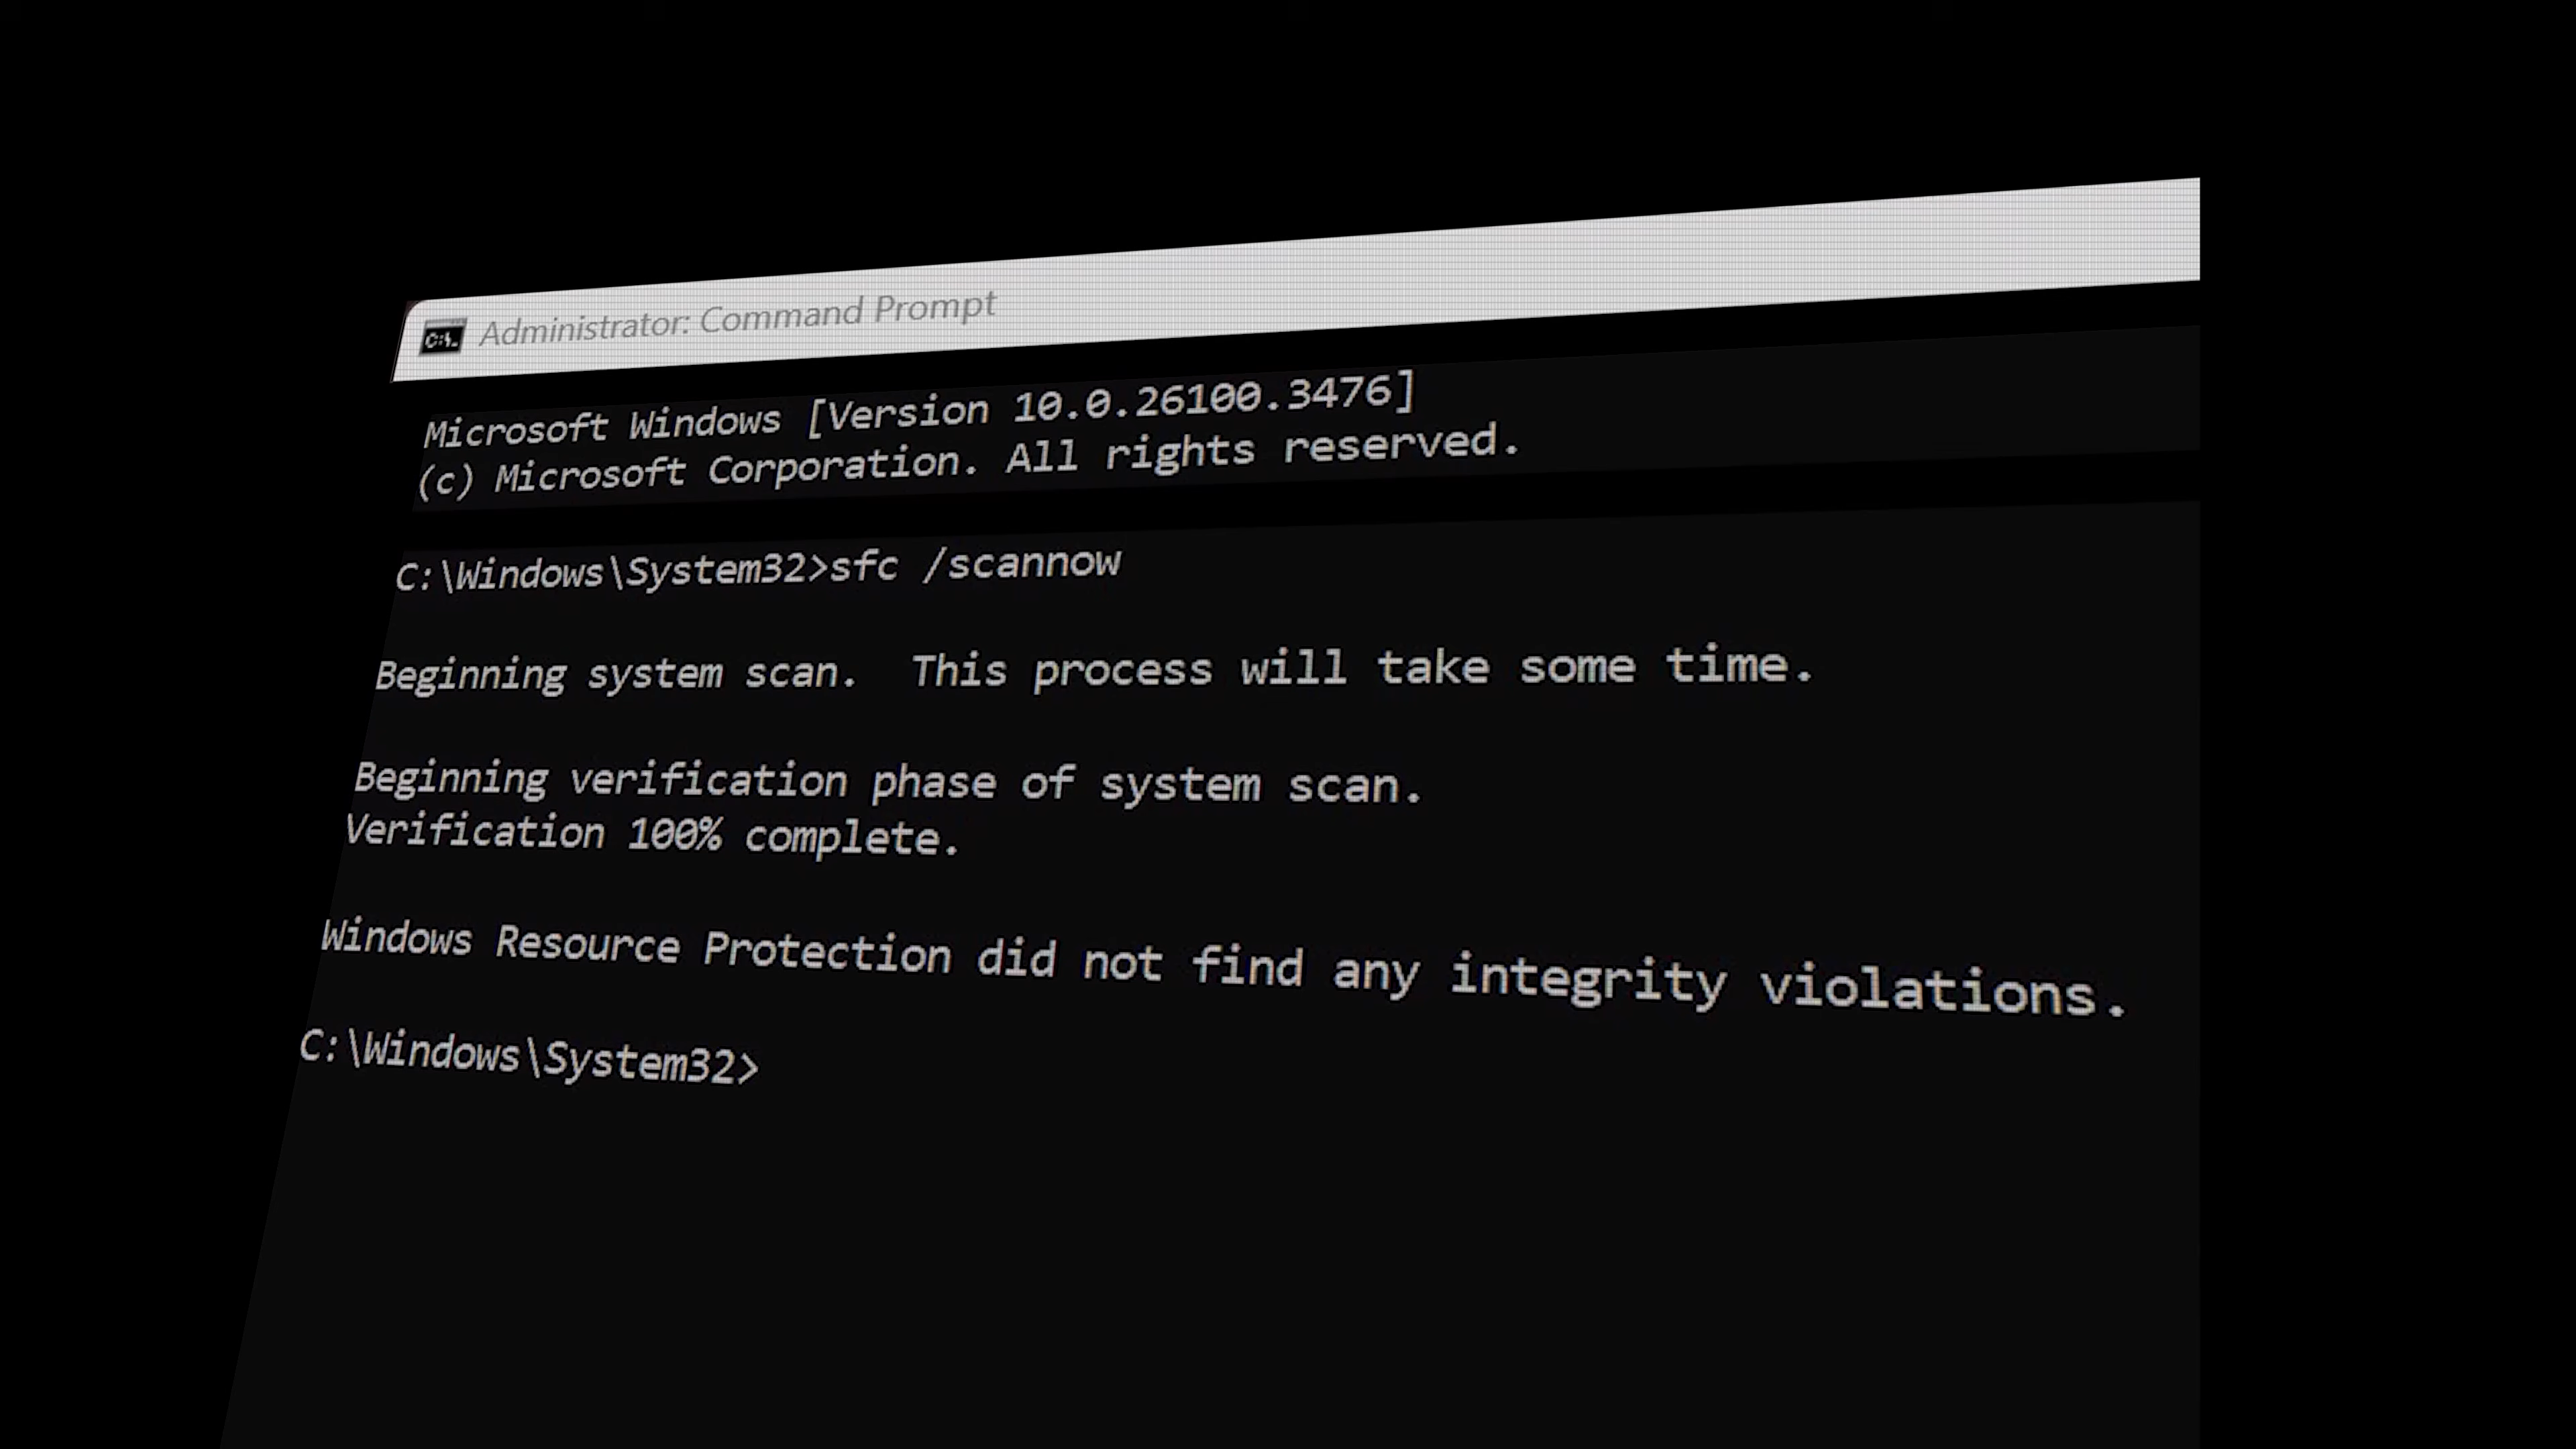 C:\.
Administrator: Command Prompt
Microsoft Windows [Version 10.0.26100.3476]
(c) Microsoft Corporation. All rights reserved.
C:\Windows\System32>sfc /scannow
Beginning system scan.  This process will take some time.
Beginning verification phase of system scan.
Verification 100% complete.
Windows Resource Protection did not find any integrity violations.
C:\Windows\System32>